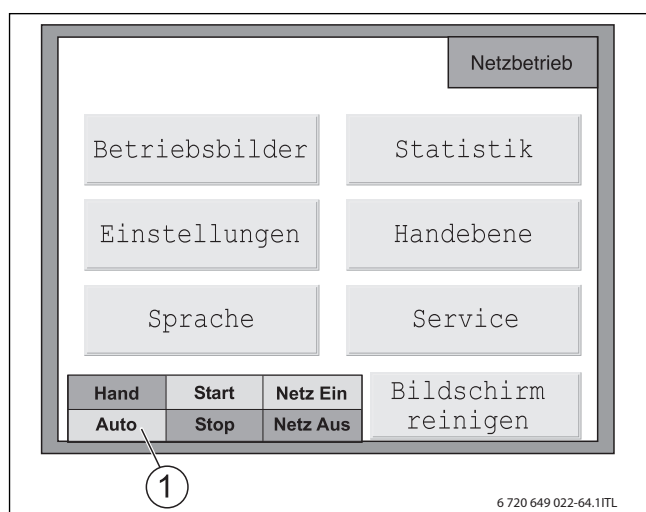 Netzbetrieb
Betriebsbilder
Statistik
Einstellungen
Handebene
Sprache
Service
Hand
Start
Netz Ein
Auto
Stop
Netz Aus
Bildschirm
reinigen
1
6 720 649 022-64.1ITL